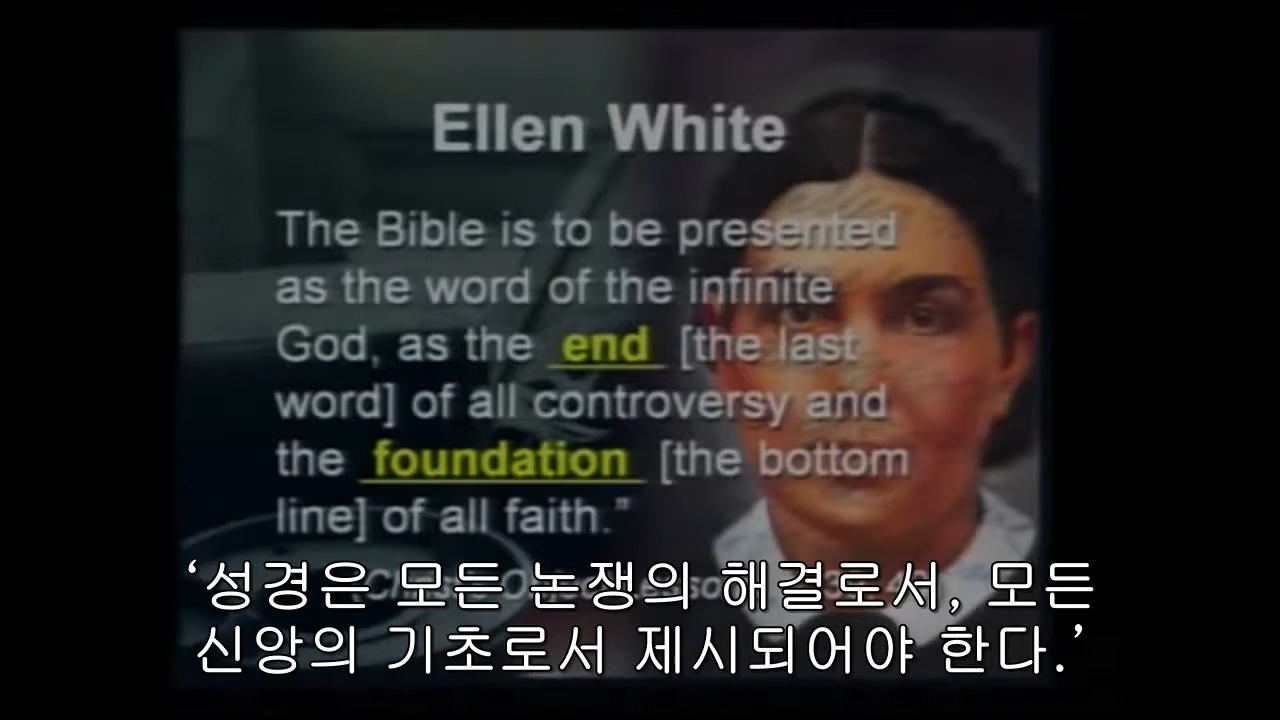 Ellen White
The Bible is to be presented
as the word of the infinite
God, as the end [the last
word] of all controversy and
the foundation [the bottom
line] of all faith.”
‘성경은 모든 논쟁의 해결로서, 모든
신앙의 기초로서 제시되어야 한다.’